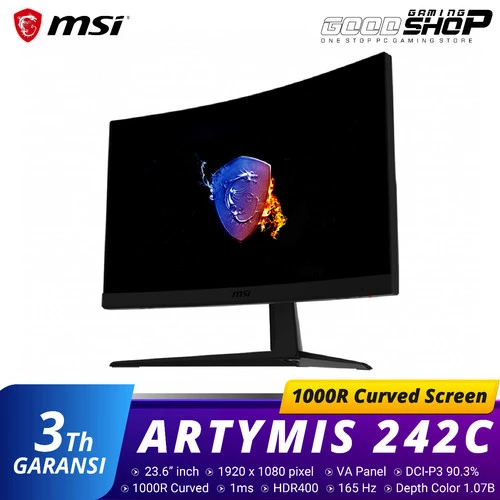 msi
GAMING
GOOD SHOP
ONE STOP PC GAMING STORE
msi
1000R Curved Screen
3Th
GARANSI
ARTYMIS 242C
• 23.6" inch • 1920 x 1080 pixel • VA Panel • DCI-P3 90.3%
• 1000R Curved • 1ms • HDR400 • 165 Hz • Depth Color 1.07B